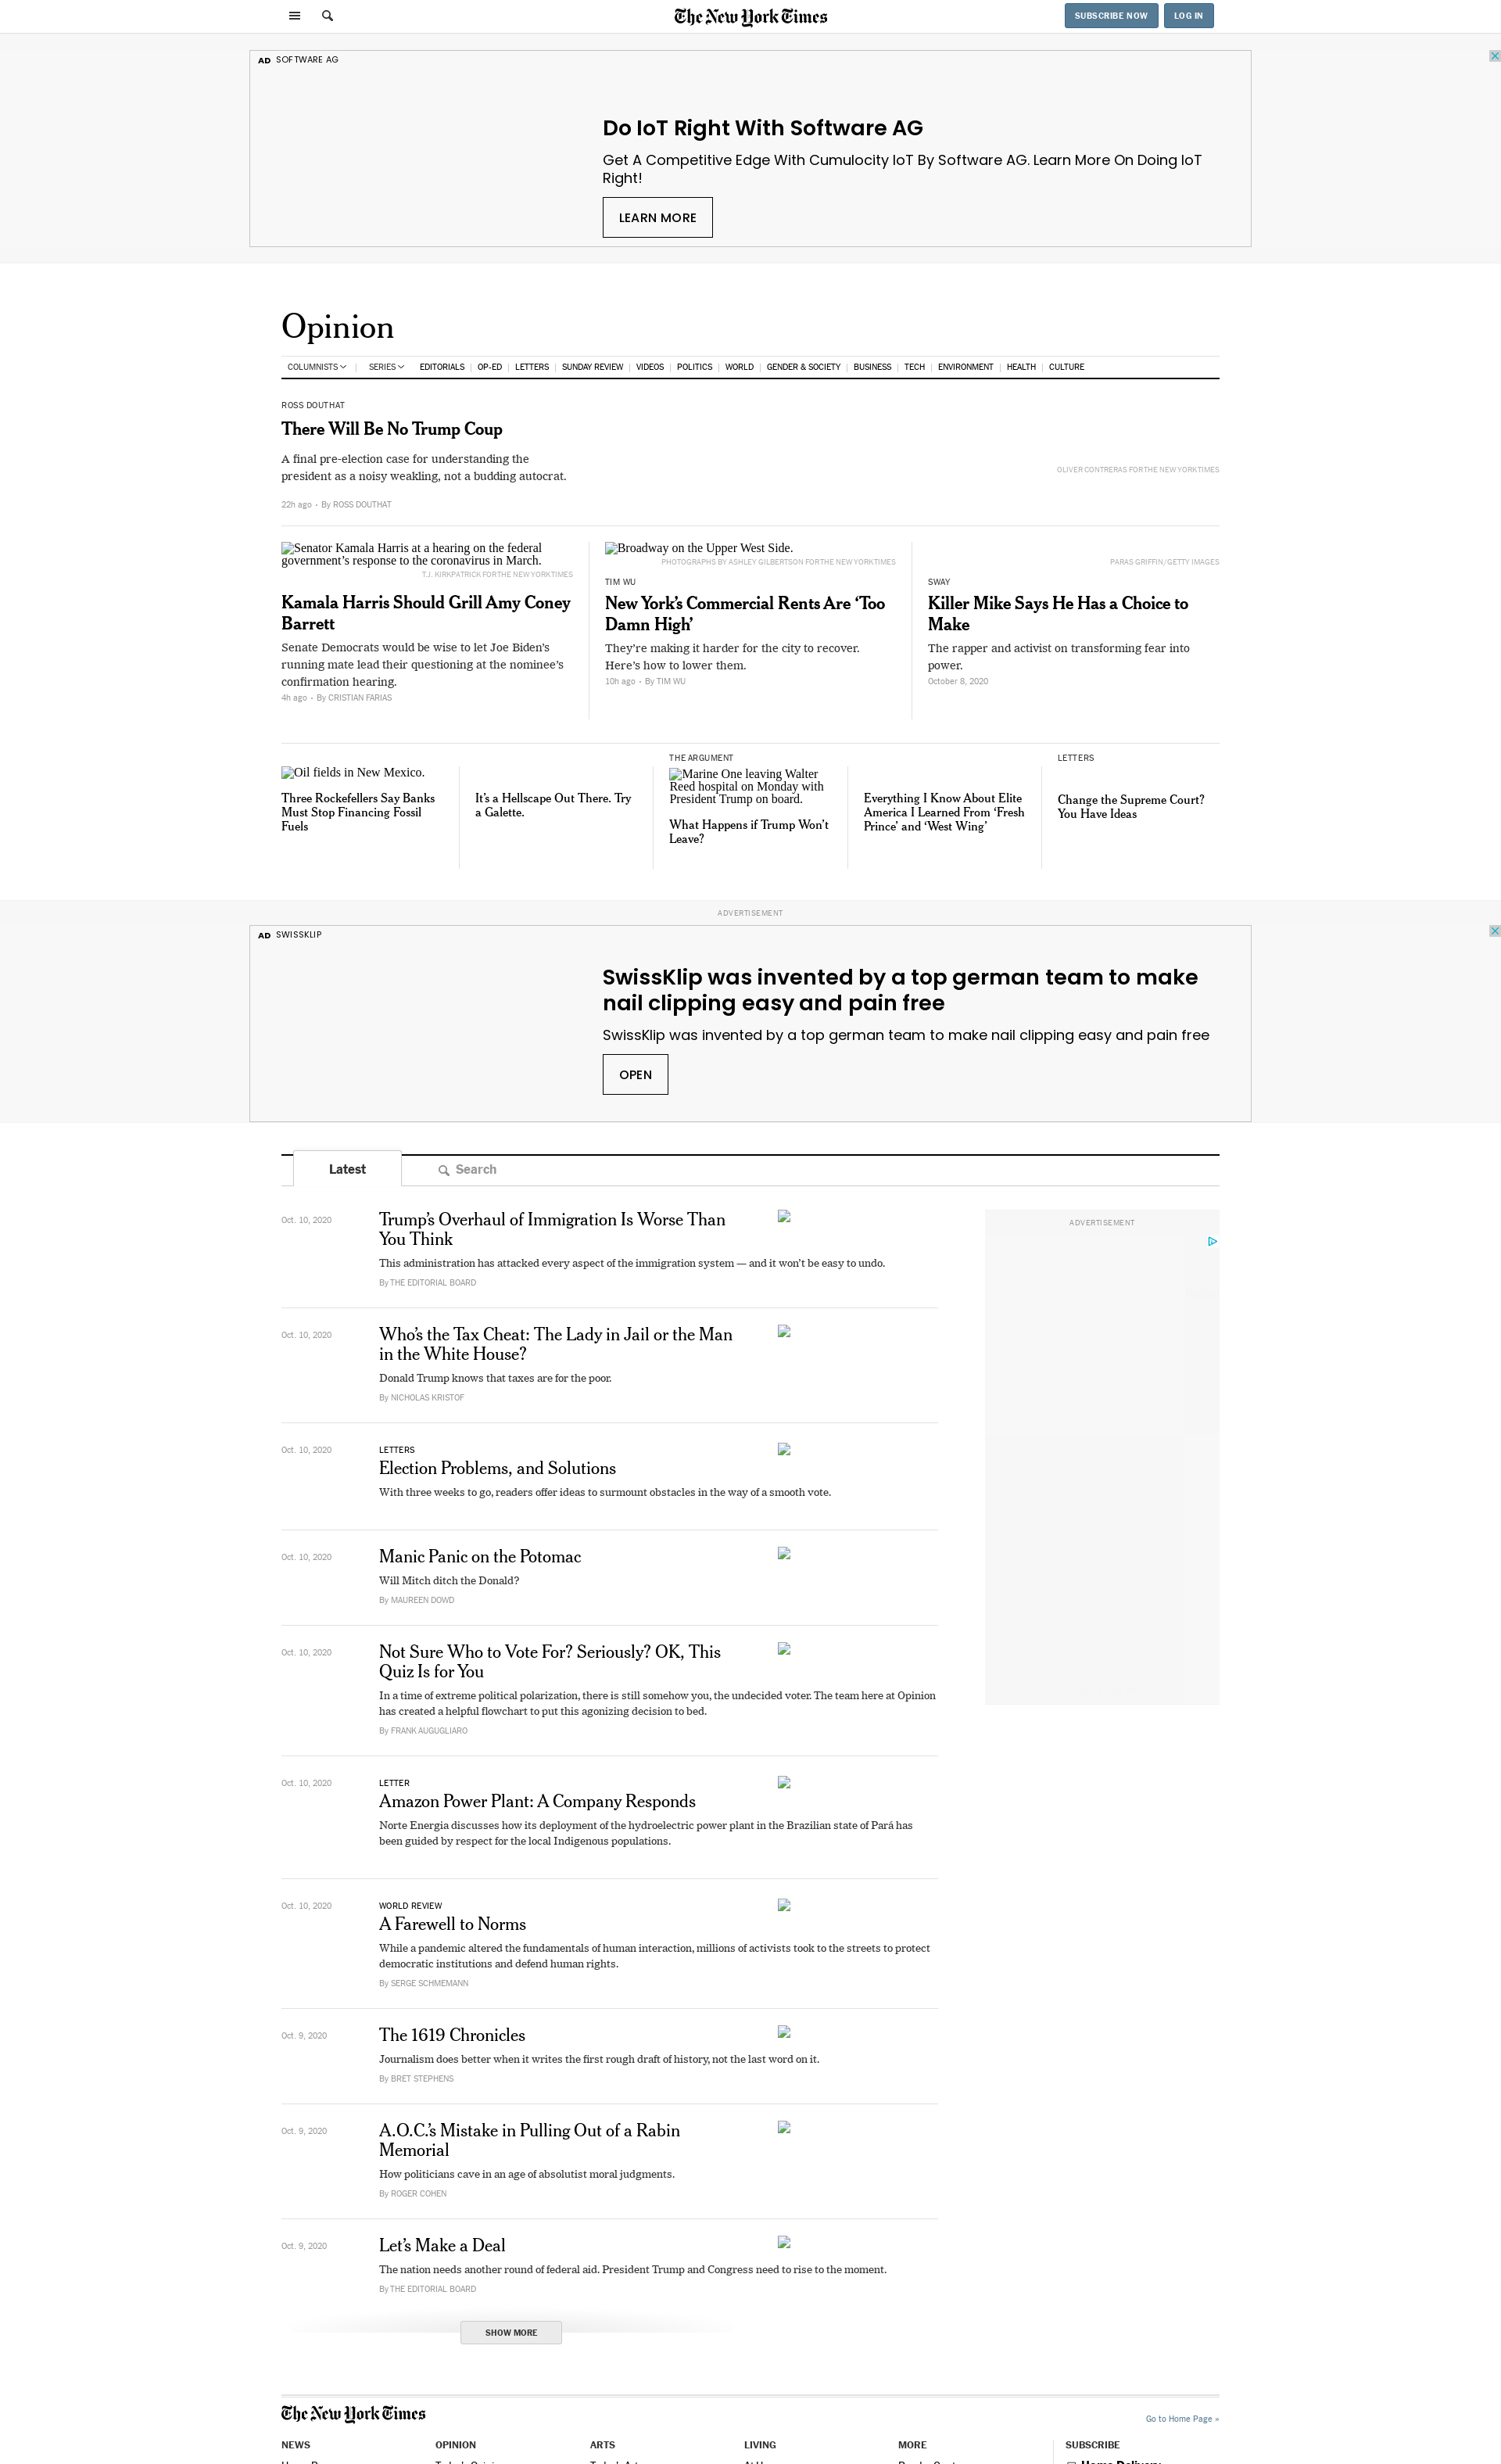 The New York Times
SUBSCRIBE NOW
LOG IN
AD SOFTWARE AG
Do IoT Right With Software AG
Get A Competitive Edge With Cumulocity IoT By Software AG. Learn More On Doing IoT
Right!
LEARN MORE
Opinion
COLUMNISTS | SERIES EDITORIALS | OP-ED | LETTERS | SUNDAY REVIEW | VIDEOS | POLITICS | WORLD | GENDER & SOCIETY | BUSINESS | TECH | ENVIRONMENT | HEALTH | CULTURE
ROSS DOUTHAT
There Will Be No Trump Coup
A final pre-election case for understanding the
president as a noisy weakling, not a budding autocrat.
22h ago • By ROSS DOUTHAT
OLIVER CONTRERAS FOR THE NEW YORK TIMES
Senator Kamala Harris at a hearing on the federal
government's response to the coronavirus in March.
T.J. KIRKPATRICK FOR THE NEW YORK TIMES
Kamala Harris Should Grill Amy Coney
Barrett
Senate Democrats would be wise to let Joe Biden's
running mate lead their questioning at the nominee's
confirmation hearing.
4h ago • By CRISTIAN FARIAS
Broadway on the Upper West Side.
PHOTOGRAPHS BY ASHLEY GILBERTSON FOR THE NEW YORK TIMES
TIM WU
New York's Commercial Rents Are ‘Too
Damn High’
They're making it harder for the city to recover.
Here's how to lower them.
10h ago • By TIM WU
PARAS GRIFFIN/GETTY IMAGES
SWAY
Killer Mike Says He Has a Choice to
Make
The rapper and activist on transforming fear into
power.
October 8, 2020
Oil fields in New Mexico.
Three Rockefellers Say Banks
Must Stop Financing Fossil
Fuels
It's a Hellscape Out There. Try
a Galette.
THE ARGUMENT
Marine One leaving Walter
Reed hospital on Monday with
President Trump on board.
What Happens if Trump Won't
Leave?
Everything I Know About Elite
America I Learned From ‘Fresh
Prince’ and ‘West Wing’
LETTERS
Change the Supreme Court?
You Have Ideas
ADVERTISEMENT
AD SWISSKLIP
SwissKlip was invented by a top german team to make
nail clipping easy and pain free
SwissKlip was invented by a top german team to make nail clipping easy and pain free
OPEN
Latest
Search
Oct. 10, 2020
Trump's Overhaul of Immigration Is Worse Than
You Think
This administration has attacked every aspect of the immigration system — and it won't be easy to undo.
By THE EDITORIAL BOARD
ADVERTISEMENT
Oct. 10, 2020
Who's the Tax Cheat: The Lady in Jail or the Man
in the White House?
Donald Trump knows that taxes are for the poor.
By NICHOLAS KRISTOF
Oct. 10, 2020
LETTERS
Election Problems, and Solutions
With three weeks to go, readers offer ideas to surmount obstacles in the way of a smooth vote.
Oct. 10, 2020
Manic Panic on the Potomac
Will Mitch ditch the Donald?
By MAUREEN DOWD
Oct. 10, 2020
Not Sure Who to Vote For? Seriously? OK, This
Quiz Is for You
In a time of extreme political polarization, there is still somehow you, the undecided voter. The team here at Opinion
has created a helpful flowchart to put this agonizing decision to bed.
By FRANK AUGUGLIARO
Oct. 10, 2020
LETTER
Amazon Power Plant: A Company Responds
Norte Energia discusses how its deployment of the hydroelectric power plant in the Brazilian state of Pará has
been guided by respect for the local Indigenous populations.
Oct. 10, 2020
WORLD REVIEW
A Farewell to Norms
While a pandemic altered the fundamentals of human interaction, millions of activists took to the streets to protect
democratic institutions and defend human rights.
By SERGE SCHMEMANN
Oct. 9, 2020
The 1619 Chronicles
Journalism does better when it writes the first rough draft of history, not the last word on it.
By BRET STEPHENS
Oct. 9, 2020
A.O.C.'s Mistake in Pulling Out of a Rabin
Memorial
How politicians cave in an age of absolutist moral judgments.
By ROGER COHEN
Oct. 9, 2020
Let's Make a Deal
The nation needs another round of federal aid. President Trump and Congress need to rise to the moment.
By THE EDITORIAL BOARD
SHOW MORE
The New York Times
Go to Home Page »
NEWS
OPINION
ARTS
LIVING
MORE
SUBSCRIBE